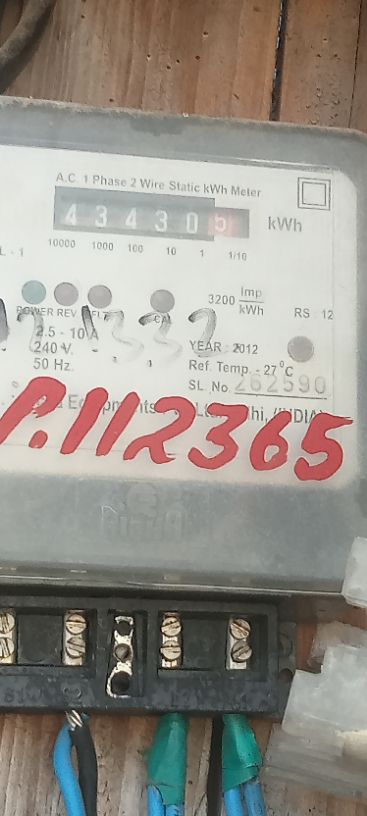 A.C. 1 Phase 2 Wire Static kWh Meter
434305 kWh
10000 1000 100 10 1 1/10
3200 Imp/kWh
RS : 12
POWER REV
2.5 - 10 A
240 V.
50 Hz.
YEAR : 2012
Ref. Temp. - 27°C
SL. No. 262590
P.112365